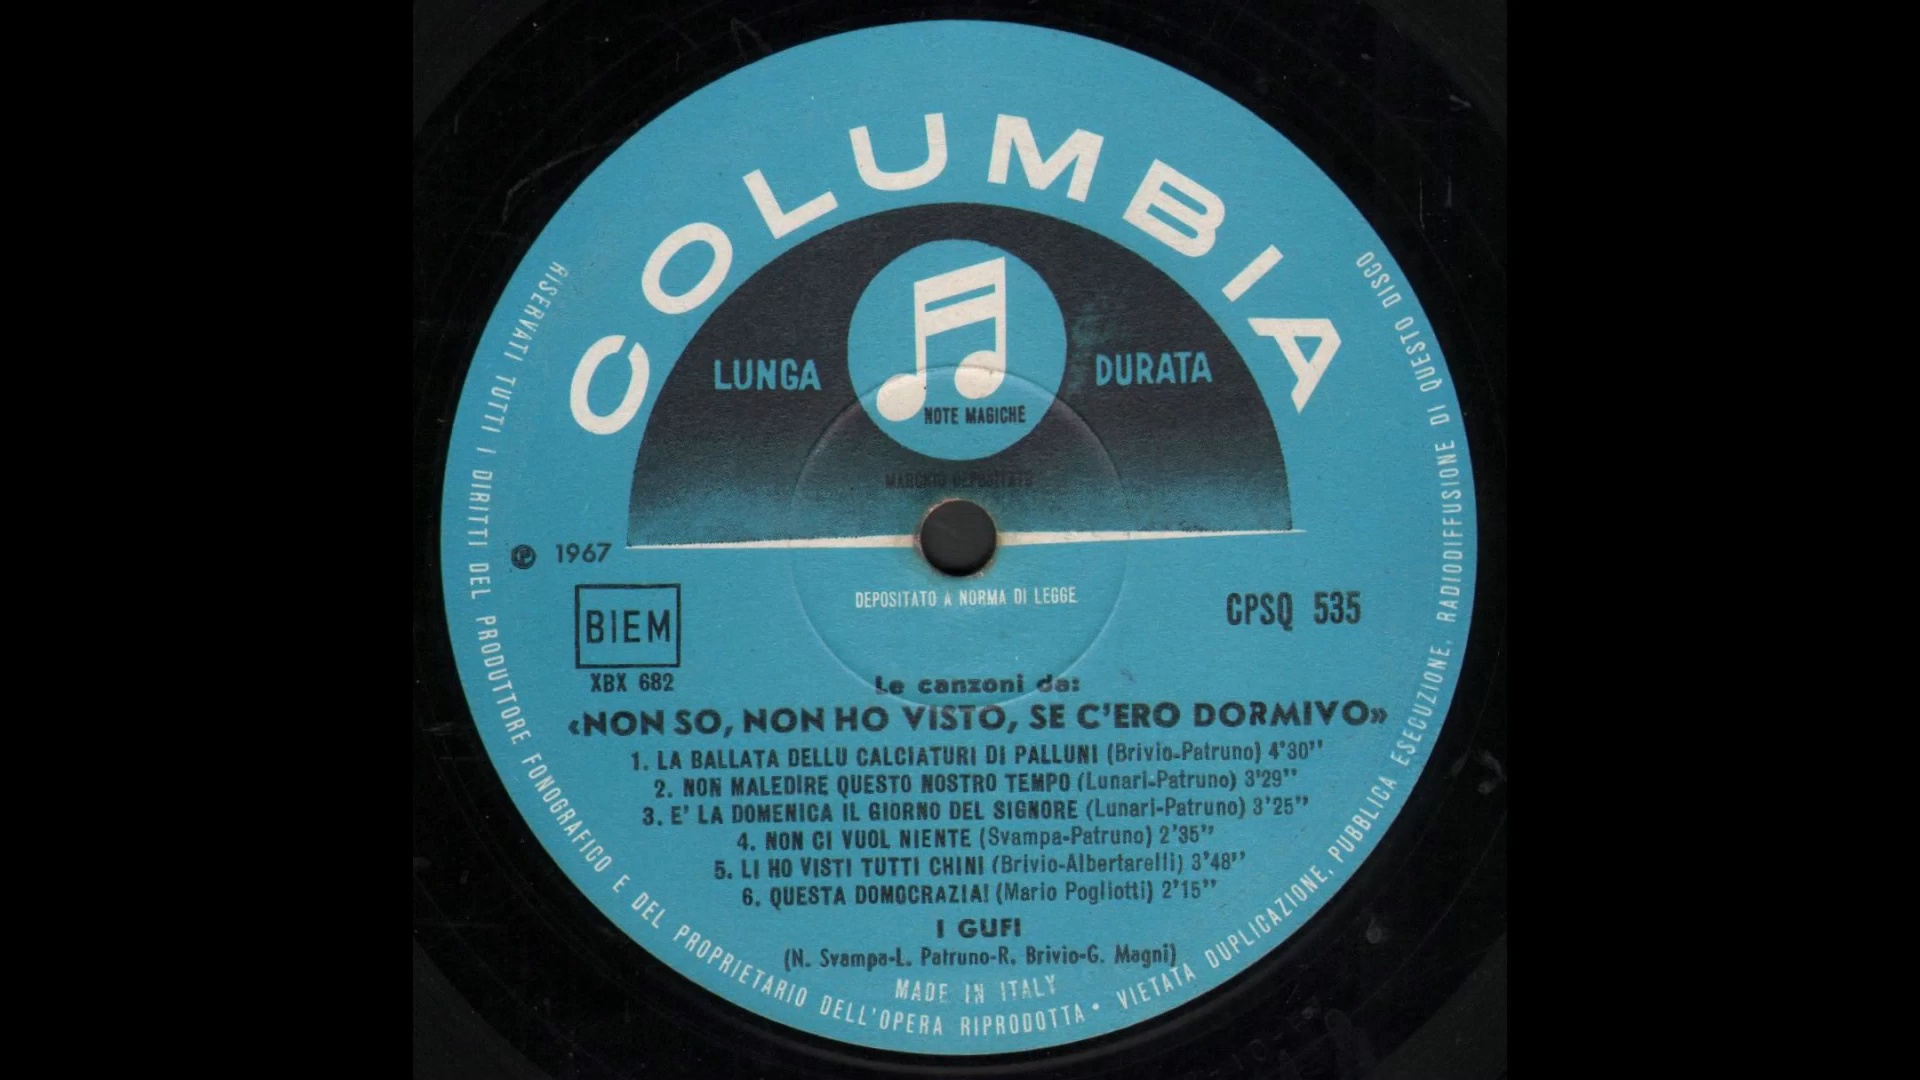 COLUMBIA
LUNGA
DURATA
NOTE MAGICHE
MARCHIO DEPOSITATO
℗ 1967
DEPOSITATO A NORMA DI LEGGE
BIEM
XBX 682
CPSQ 535
Le canzoni da:
«NON SO, NON HO VISTO, SE C'ERO DORMIVO»
1. LA BALLATA DELLU CALCIATURI DI PALLUNI (Brivio-Patruno) 4'30''
2. NON MALEDIRE QUESTO NOSTRO TEMPO (Lunari-Patruno) 3'29''
3. E' LA DOMENICA IL GIORNO DEL SIGNORE (Lunari-Patruno) 3'25''
4. NON CI VUOL NIENTE (Svampa-Patruno) 2'35''
5. LI HO VISTI TUTTI CHINI (Brivio-Albertarelli) 3'48''
6. QUESTA DOMOCRAZIA! (Mario Pogliotti) 2'15''
I GUFI
(N. Svampa-L. Patruno-R. Brivio-G. Magni)
MADE IN ITALY
RISERVATI TUTTI I DIRITTI DEL PRODUTTORE FONOGRAFICO E DEL PROPRIETARIO DELL'OPERA RIPRODOTTA • VIETATA DUPLICAZIONE, PUBBLICA ESECUZIONE, RADIODIFFUSIONE DI QUESTO DISCO